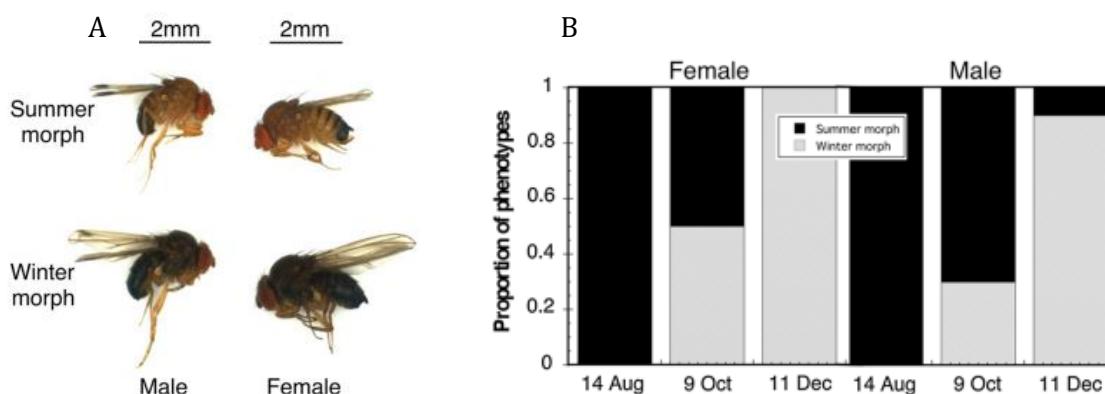 A
2mm
2mm
Summer
morph
Winter
morph
Male
Female
B
Female
Male
Proportion of phenotypes
1
0.8
0.6
0.4
0.2
0
Summer morph
Winter morph
14 Aug
9 Oct
11 Dec
14 Aug
9 Oct
11 Dec